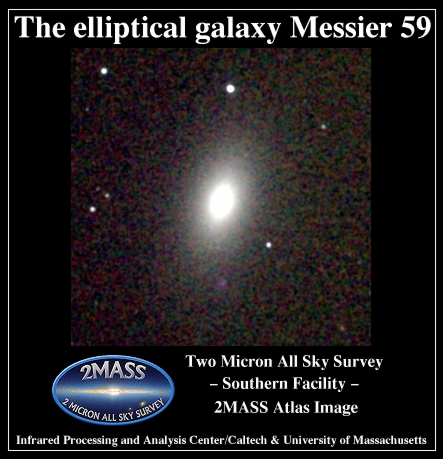 The elliptical galaxy Messier 59
2MASS
2 MICRON ALL SKY SURVEY
Two Micron All Sky Survey
– Southern Facility –
2MASS Atlas Image
Infrared Processing and Analysis Center/Caltech & University of Massachusetts